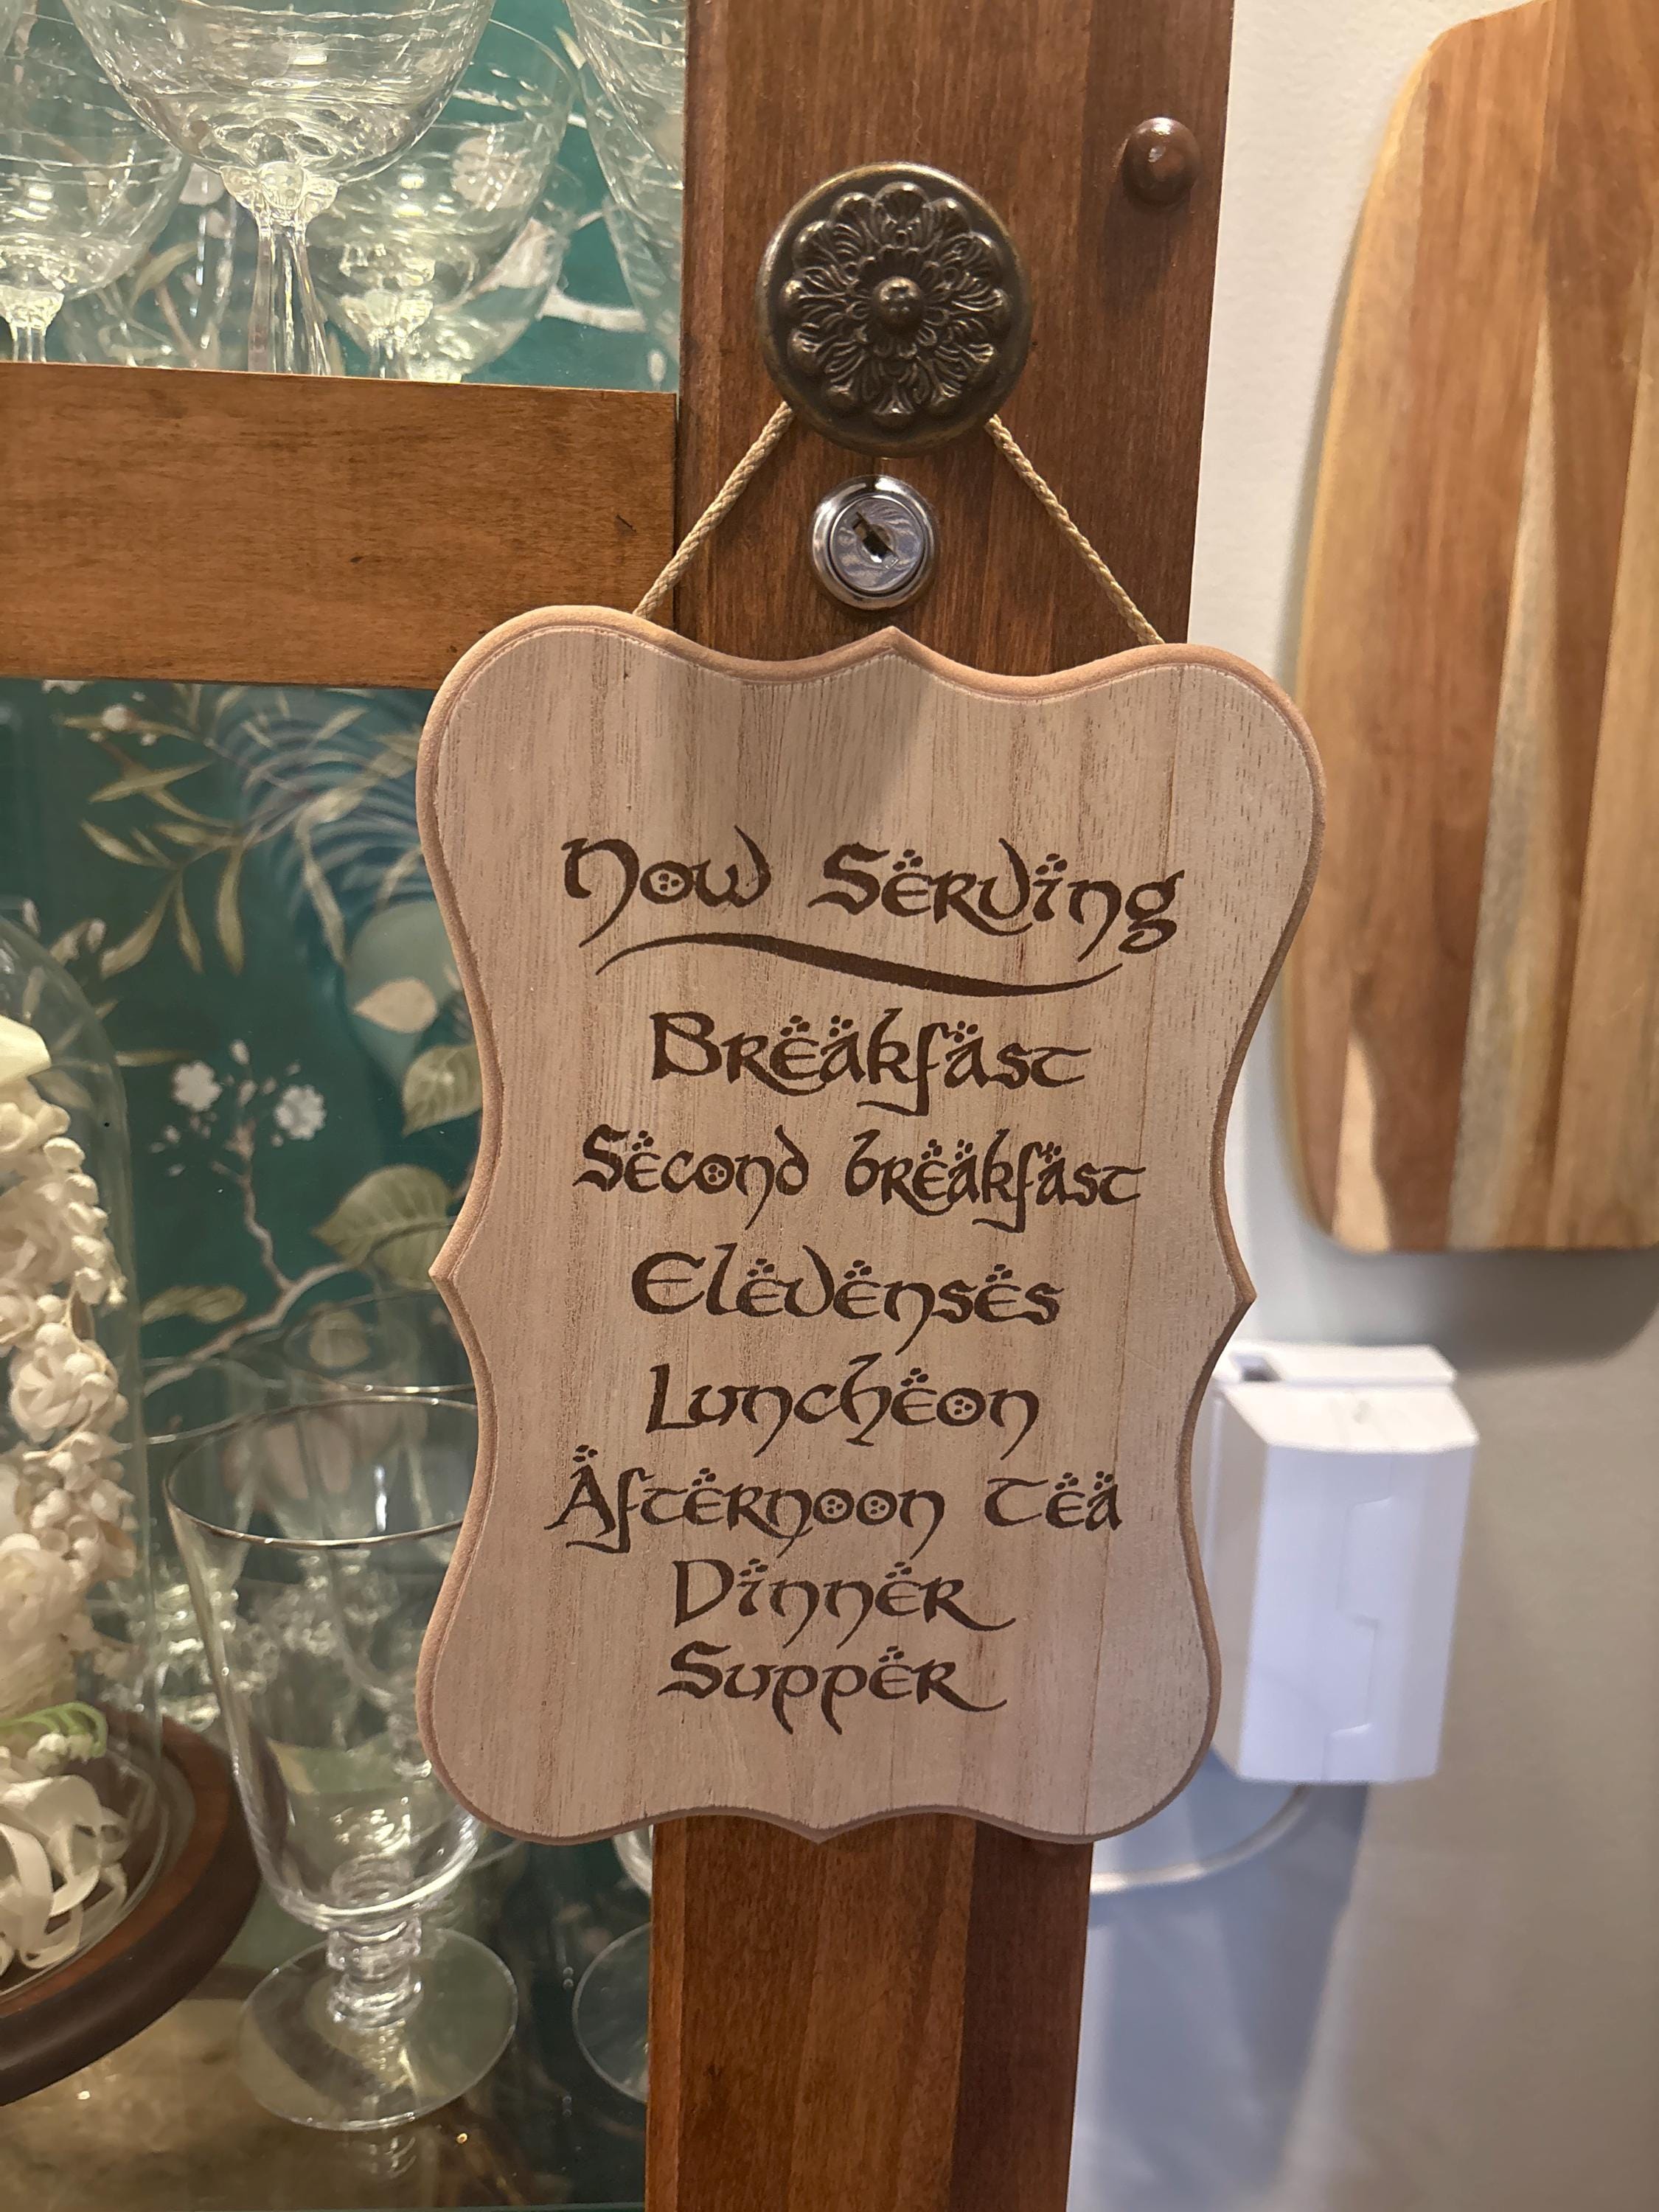 Now Serving
Breakfast
Second breakfast
Elevenses
Luncheon
Afternoon Tea
Dinner
Supper